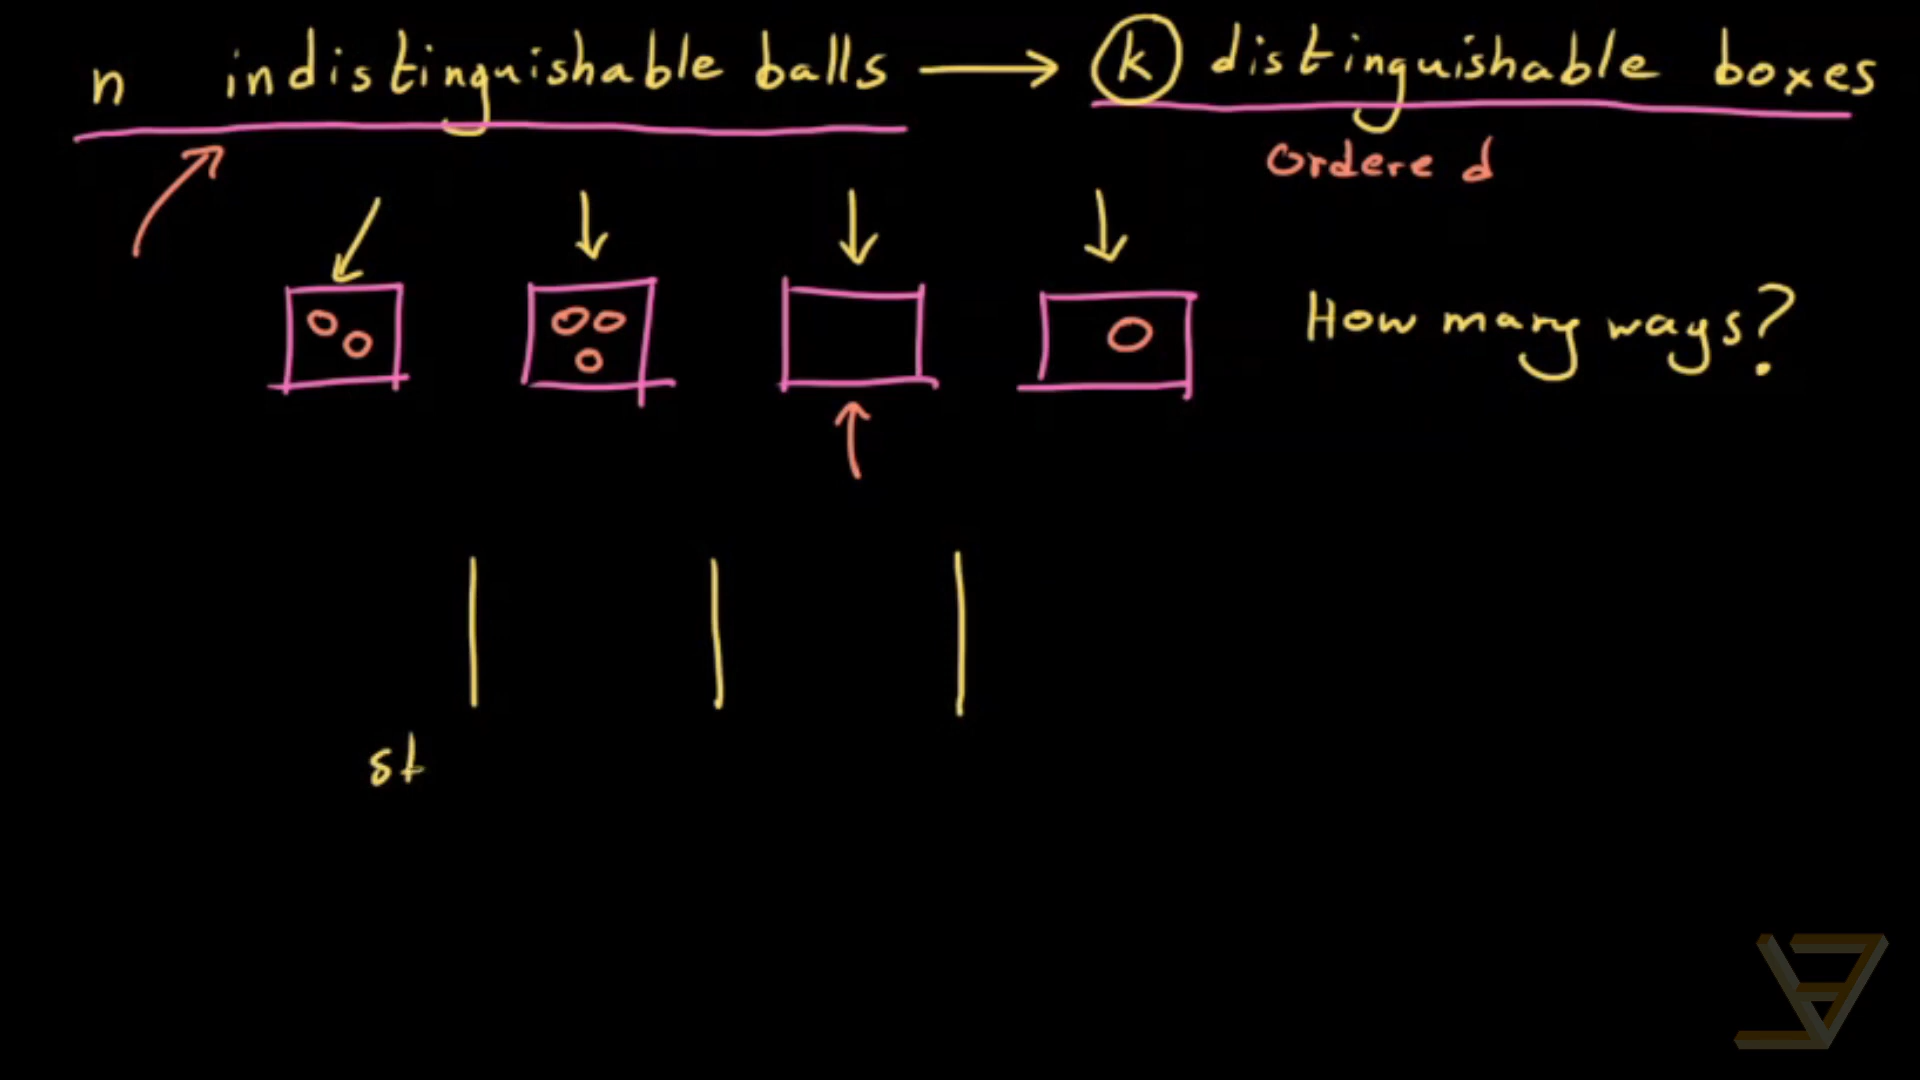 n indistinguishable balls → k distinguishable boxes
Ordered
How many ways?
st